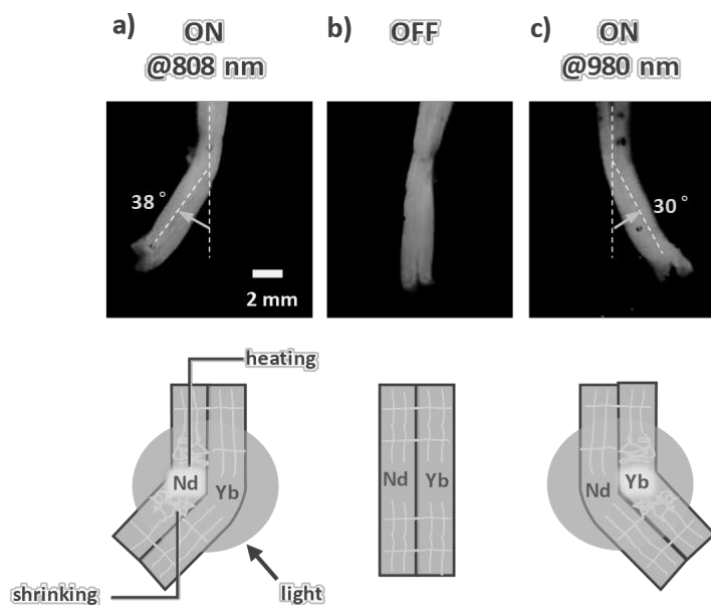 a) ON
@808 nm
b) OFF
c) ON
@980 nm
38°
2 mm
30°
heating
Nd
Yb
Nd
Yb
Nd
Yb
shrinking
light